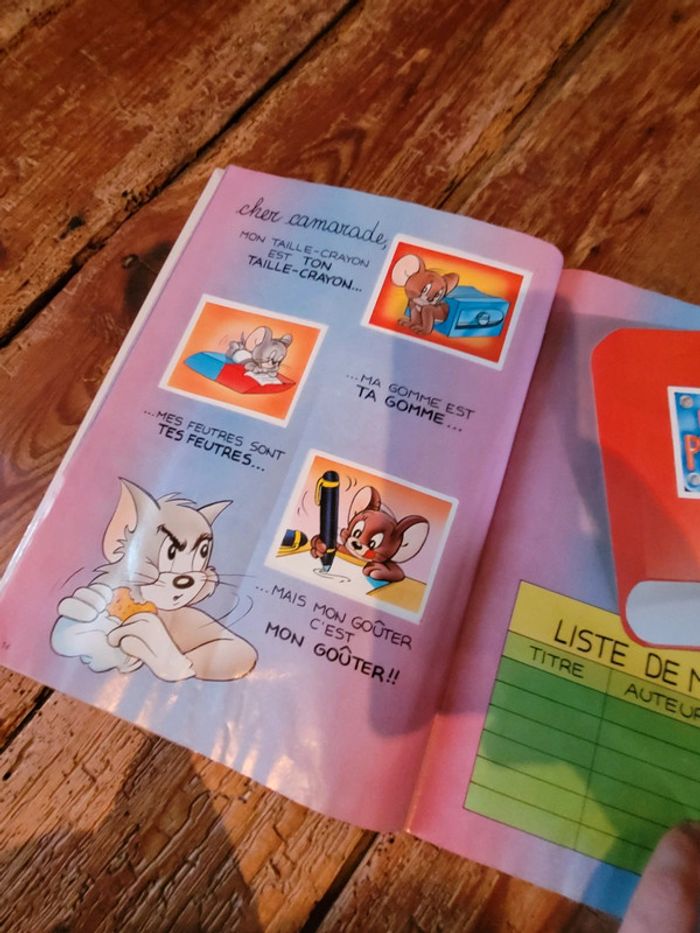 cher camarade,
MON TAILLE-CRAYON
EST TON
TAILLE-CRAYON...
...MA GOMME EST
TA GOMME...
...MES FEUTRES SONT
TES FEUTRES...
...MAIS MON GOÛTER
C'EST
MON GOÛTER!!
P
LISTE DE
TITRE
AUTEUR